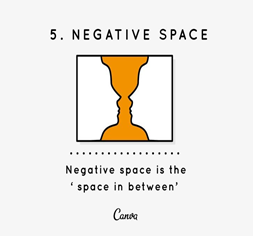 5. NEGATIVE SPACE
Negative space is the
‘space in between’
Canva